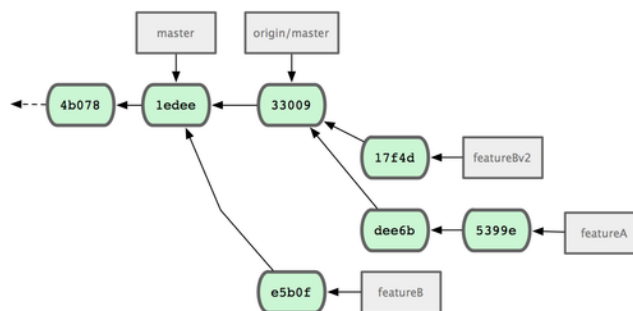 master
origin/master
4b078
1edee
33009
17f4d
featureBv2
dee6b
5399e
featureA
e5b0f
featureB